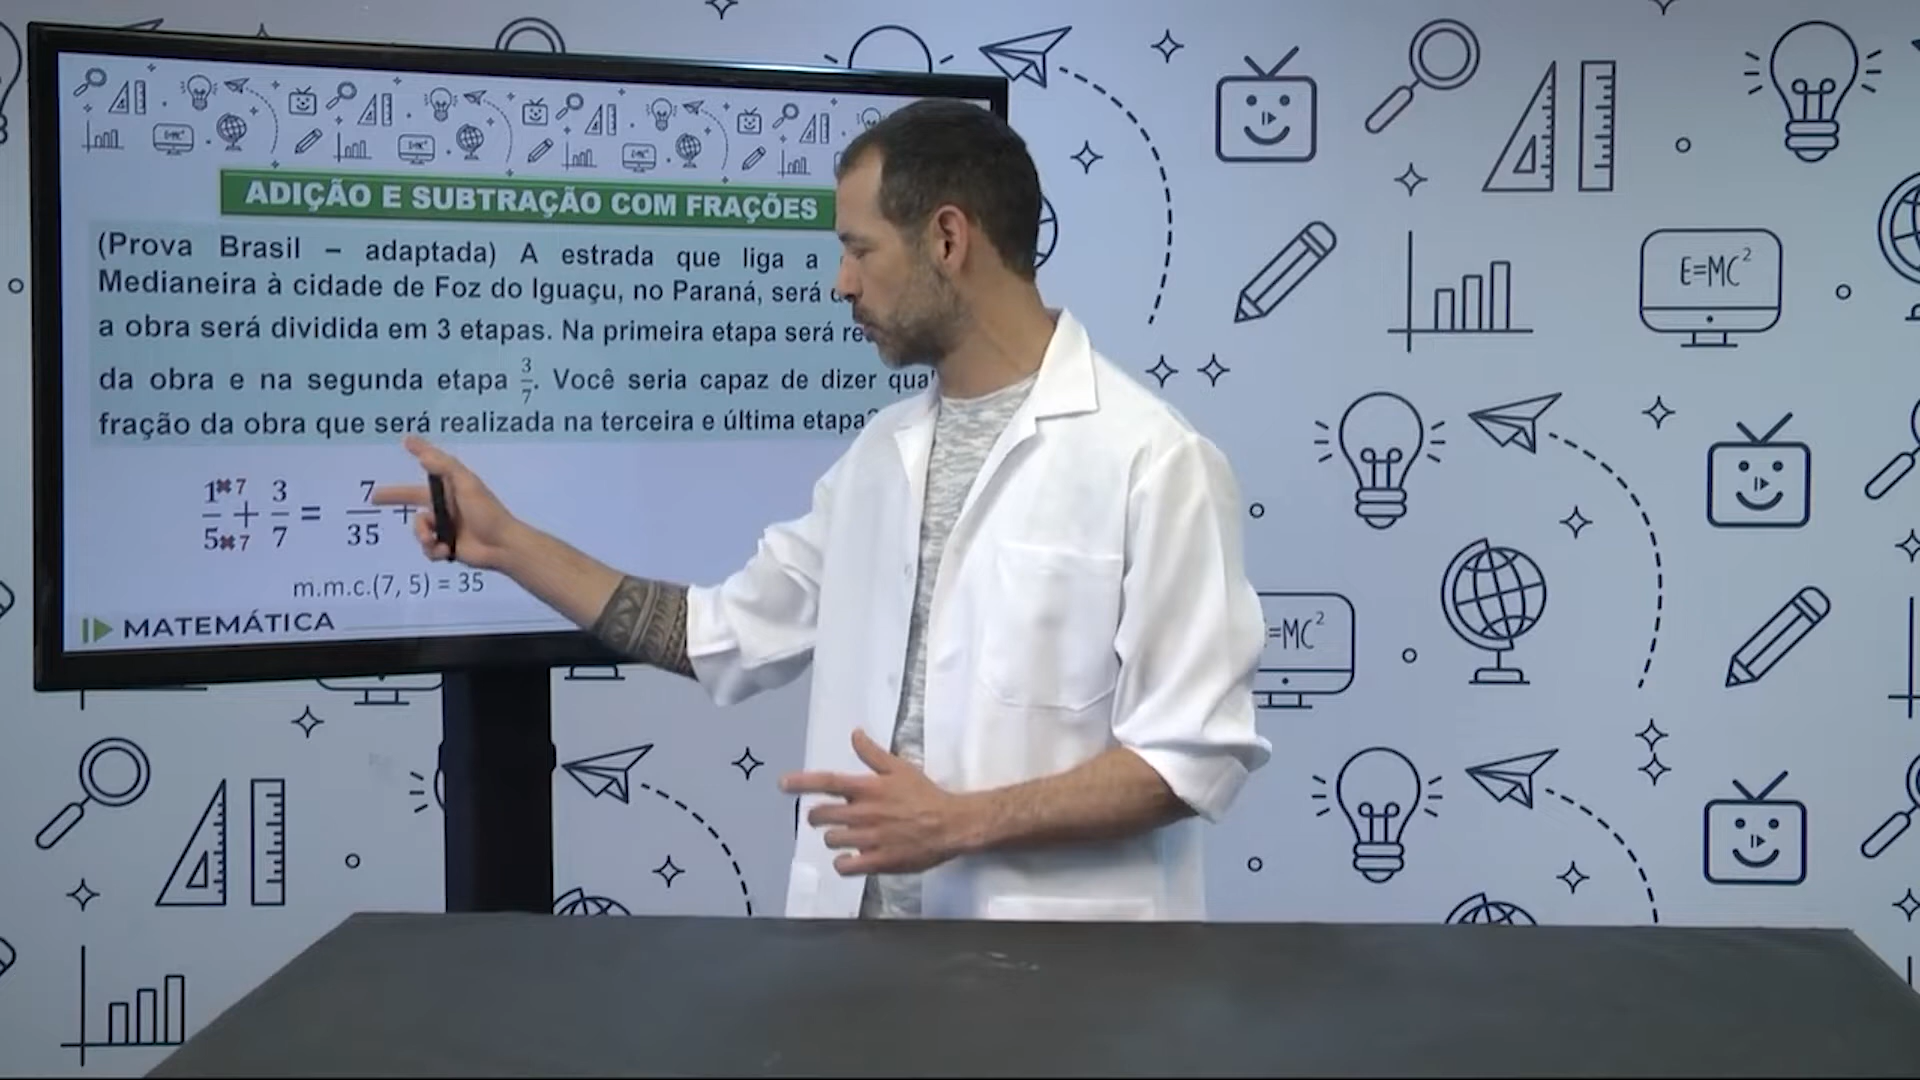 ADIÇÃO E SUBTRAÇÃO COM FRAÇÕES
(Prova Brasil – adaptada) A estrada que liga a
Medianeira à cidade de Foz do Iguaçu, no Paraná, será
a obra será dividida em 3 etapas. Na primeira etapa será
da obra e na segunda etapa 3/7. Você seria capaz de dizer
fração da obra que será realizada na terceira e última etapa?
1×7/5×7 + 3/7 = 7/35 +
m.m.c.(7, 5) = 35
MATEMÁTICA
E=MC²
=MC²